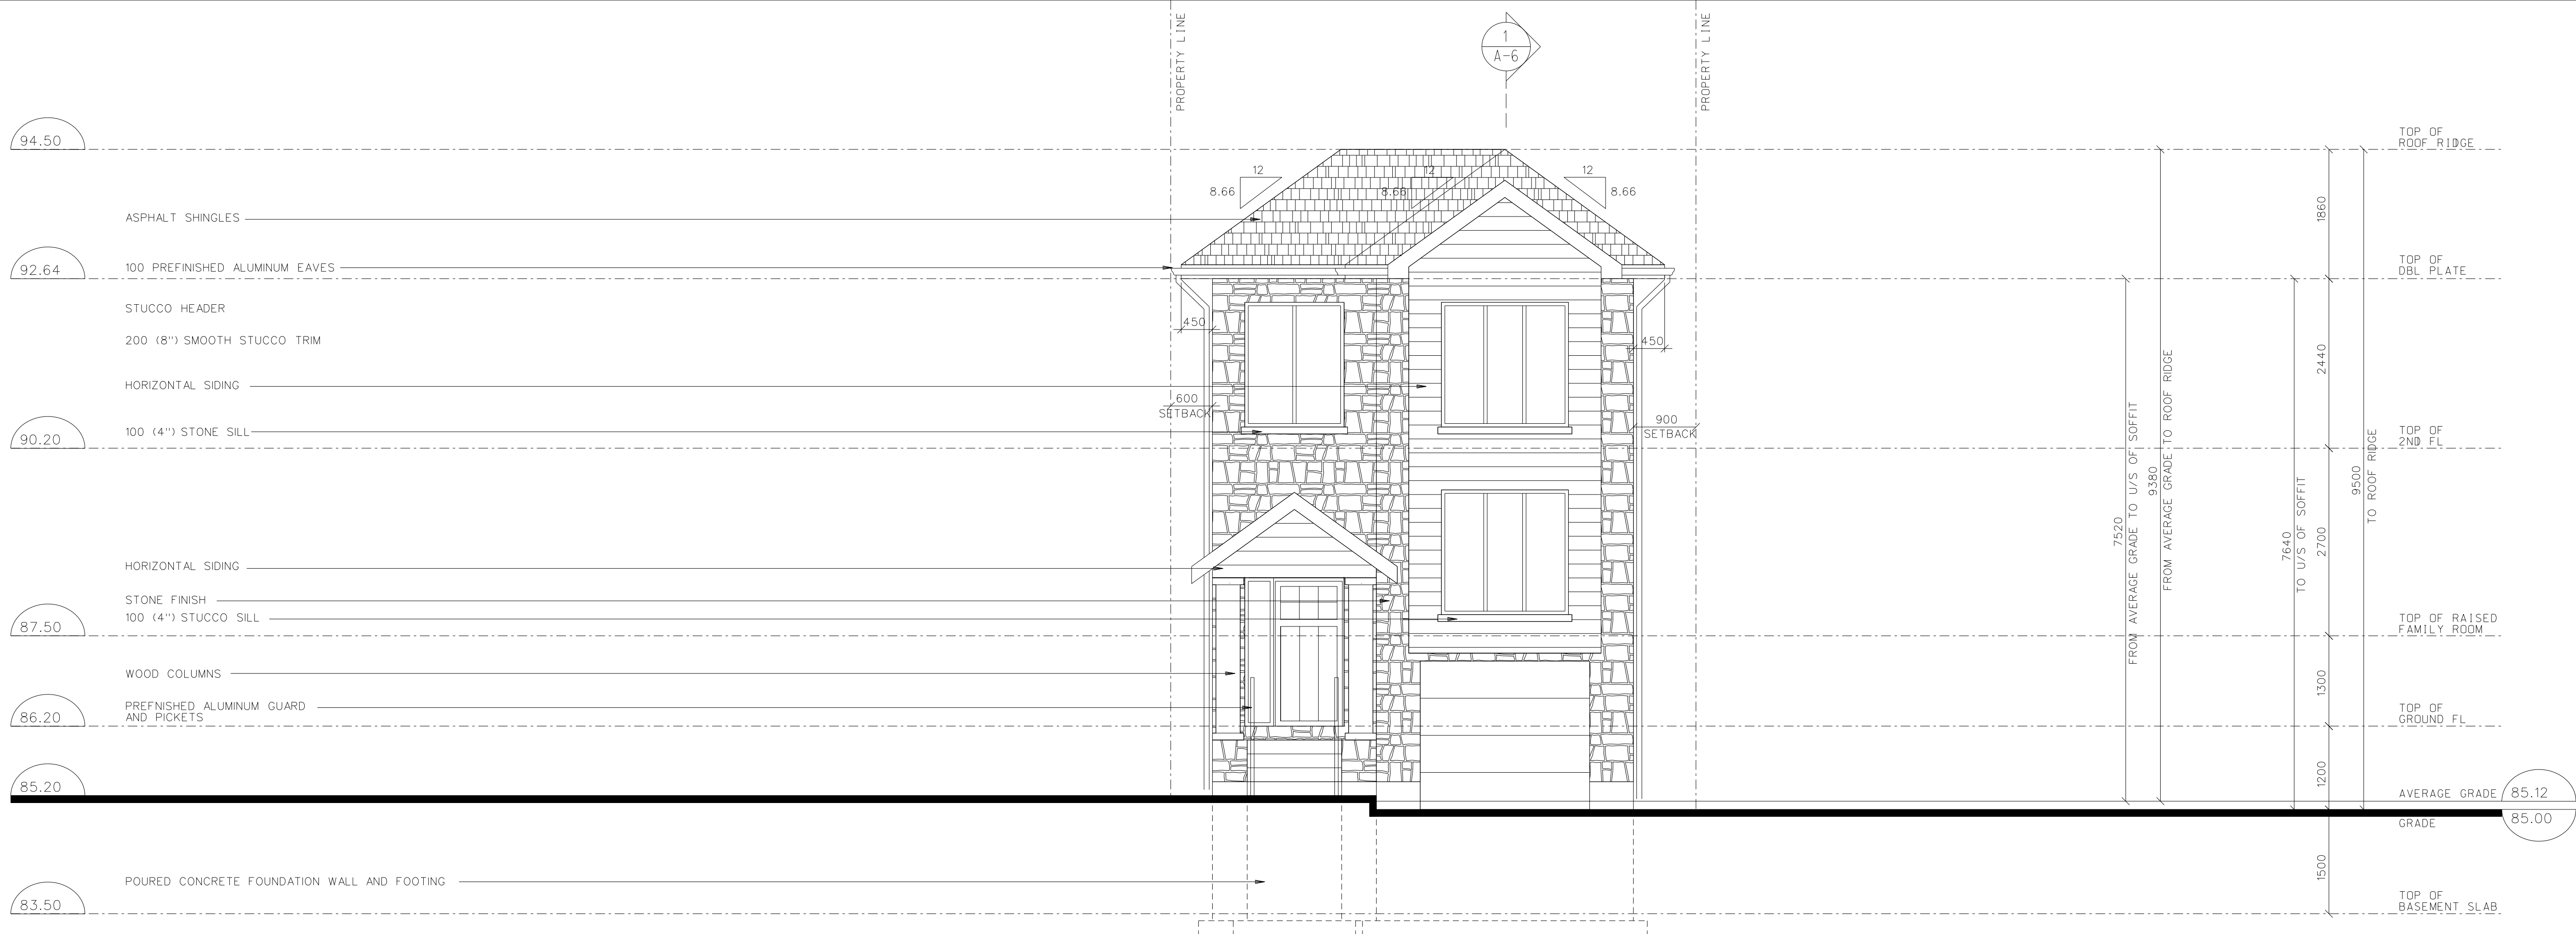 PROPERTY LINE
PROPERTY LINE
1
A-6
94.50
TOP OF
ROOF RIDGE
12
12
12
8.66
8.66
8.66
ASPHALT SHINGLES
1860
92.64
100 PREFINISHED ALUMINUM EAVES
TOP OF
DBL PLATE
STUCCO HEADER
450
200 (8") SMOOTH STUCCO TRIM
450
2440
HORIZONTAL SIDING
600
SETBACK
900
SETBACK
90.20
100 (4") STONE SILL
TOP OF
2ND FL
7520
FROM AVERAGE GRADE TO U/S OF SOFFIT
9380
FROM AVERAGE GRADE TO ROOF RIDGE
7640
TO U/S OF SOFFIT
2700
9500
TO ROOF RIDGE
HORIZONTAL SIDING
STONE FINISH
87.50
100 (4") STUCCO SILL
TOP OF RAISED
FAMILY ROOM
WOOD COLUMNS
1300
86.20
PREFNISHED ALUMINUM GUARD
AND PICKETS
TOP OF
GROUND FL
1200
85.20
AVERAGE GRADE
85.12
GRADE
85.00
1500
POURED CONCRETE FOUNDATION WALL AND FOOTING
83.50
TOP OF
BASEMENT SLAB